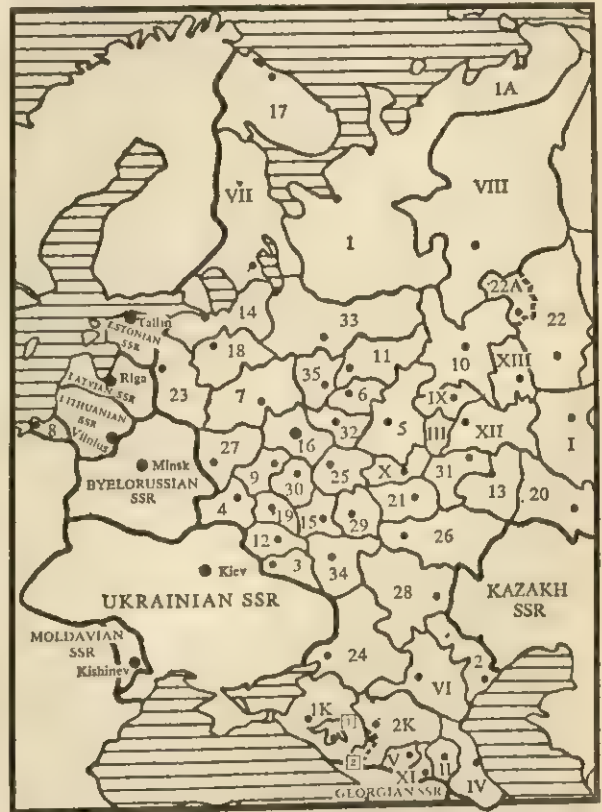 1A
17
VIII
VII
1
22A
14
33
22
Tallin
ESTONIAN
SSR
18
11
10
XIII
35
LATVIAN SSR
Riga
23
7
6
IX
LITHUANIAN
SSR
Vilnius
8
16
32
5
III
XII
I
27
Minsk
BYELORUSSIAN
SSR
9
30
25
X
31
13
20
4
19
15
29
21
12
3
34
26
Kiev
UKRAINIAN SSR
28
KAZAKH
SSR
MOLDAVIAN
SSR
Kishinev
24
2
VI
1K
1
2K
2
V
II
XI
IV
GEORGIAN SSR